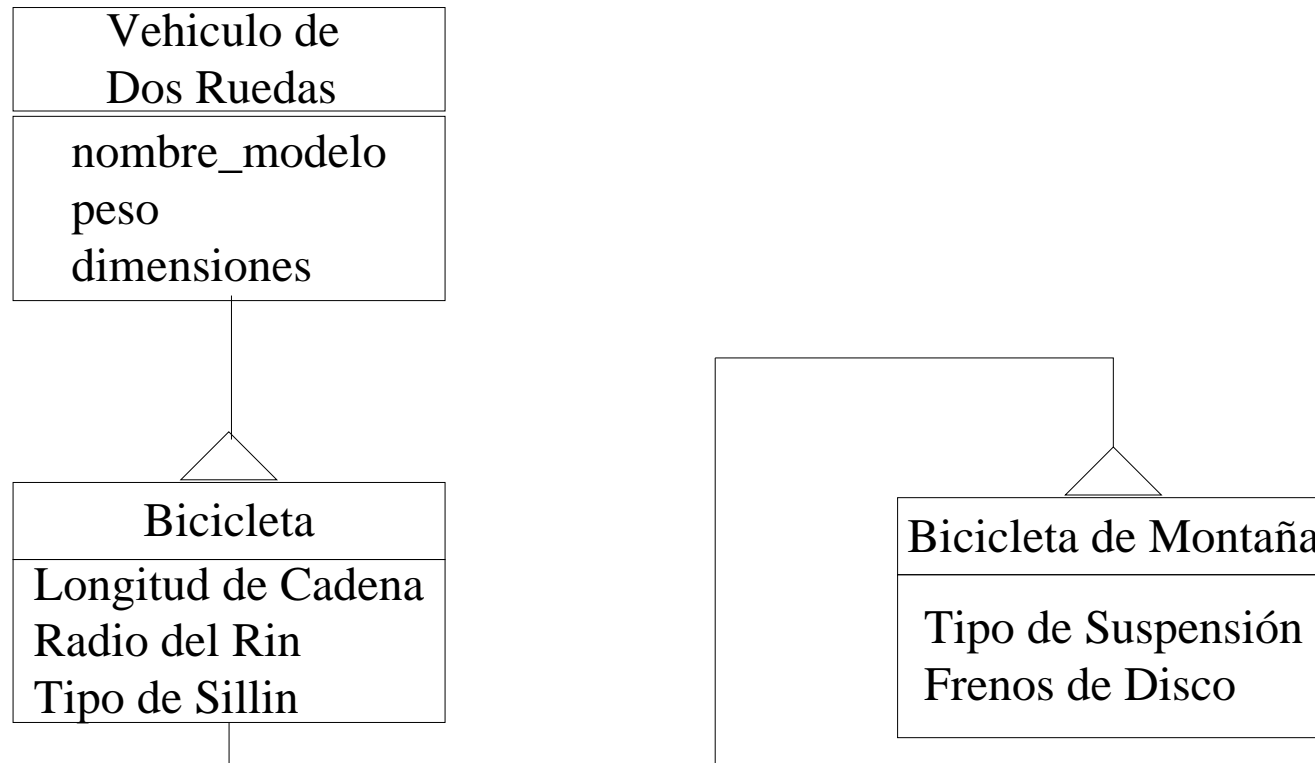 Vehiculo de
Dos Ruedas
nombre_modelo
peso
dimensiones
Bicicleta
Longitud de Cadena
Radio del Rin
Tipo de Sillin
Bicicleta de Montaña
Tipo de Suspensión
Frenos de Disco